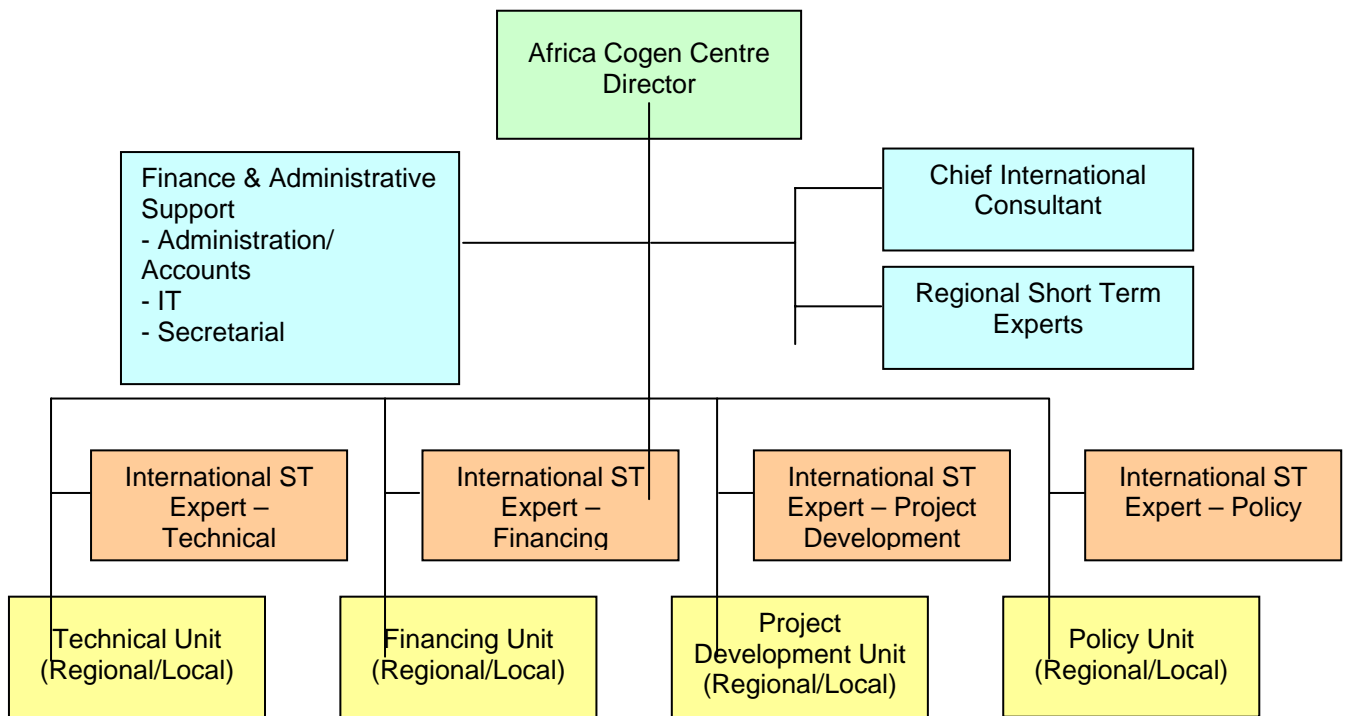 Africa Cogen Centre
Director
Finance & Administrative
Support
- Administration/
Accounts
- IT
- Secretarial
Chief International
Consultant
Regional Short Term
Experts
International ST
Expert –
Technical
International ST
Expert –
Financing
International ST
Expert – Project
Development
International ST
Expert – Policy
Technical Unit
(Regional/Local)
Financing Unit
(Regional/Local)
Project
Development Unit
(Regional/Local)
Policy Unit
(Regional/Local)